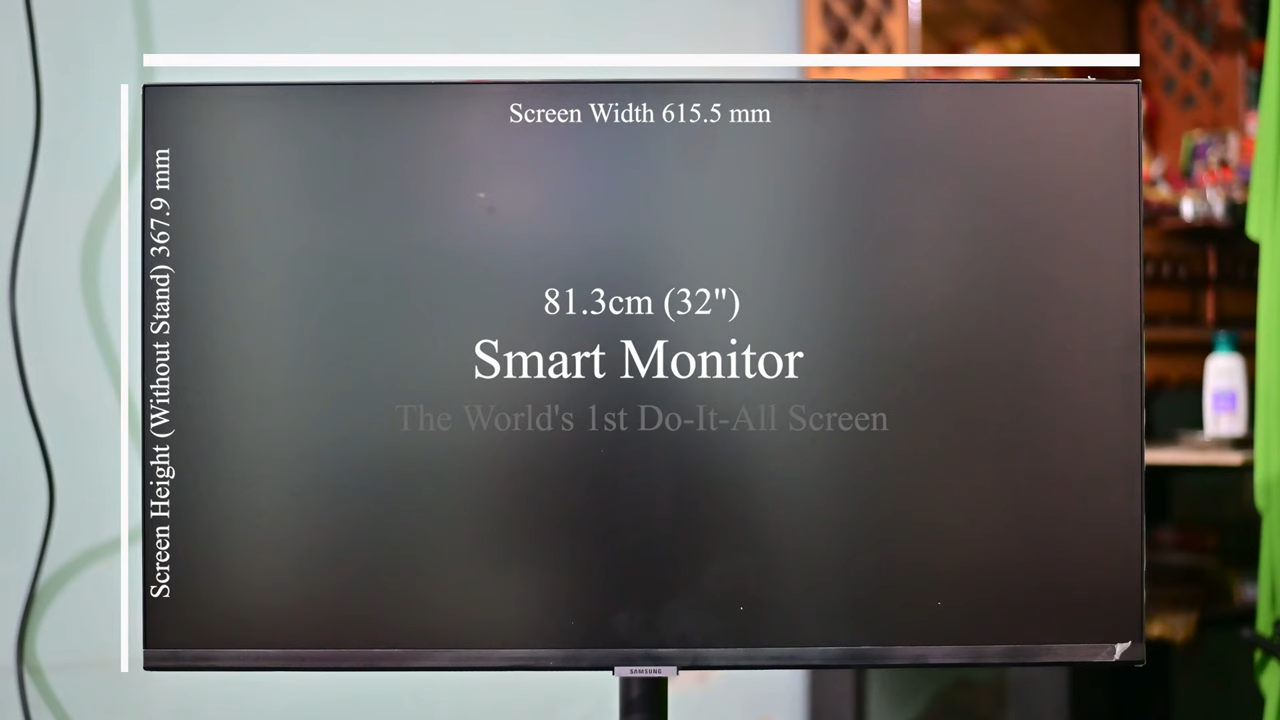 Screen Width 615.5 mm
Screen Height (Without Stand) 367.9 mm
81.3cm (32")
Smart Monitor
The World's 1st Do-It-All Screen
SAMSUNG